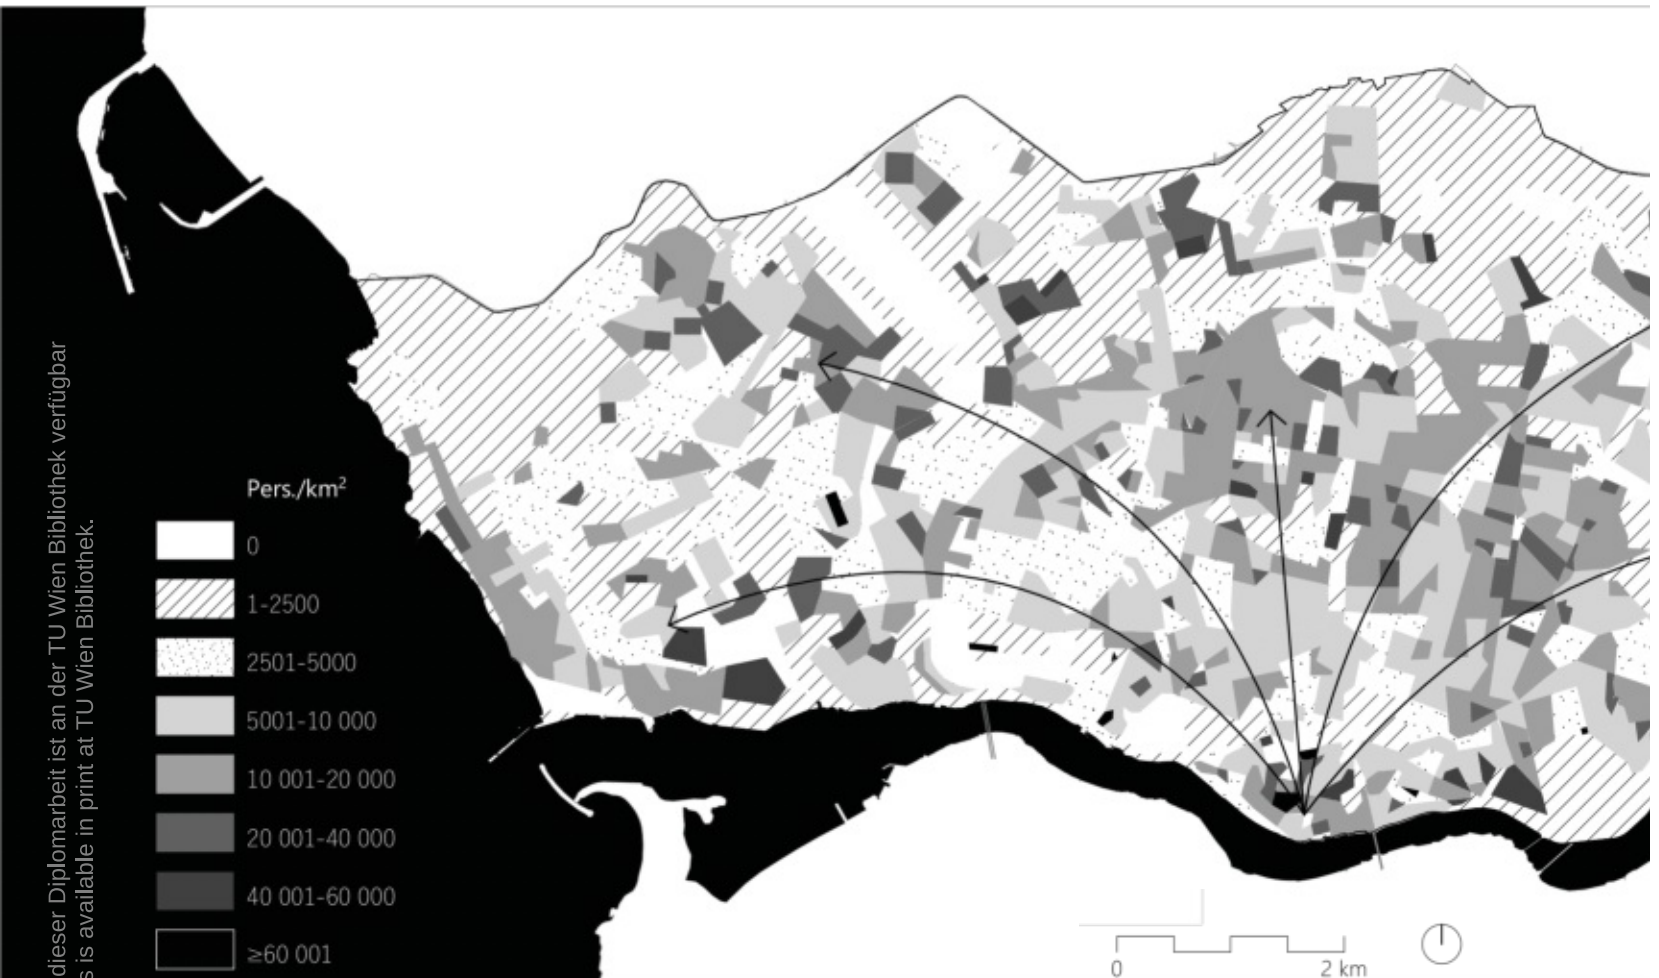 dieser Diplomarbeit ist an der TU Wien Bibliothek verfügbar
s is available in print at TU Wien Bibliothek.
Pers./km²
0
1-2500
2501-5000
5001-10 000
10 001-20 000
20 001-40 000
40 001-60 000
≥60 001
0 2 km